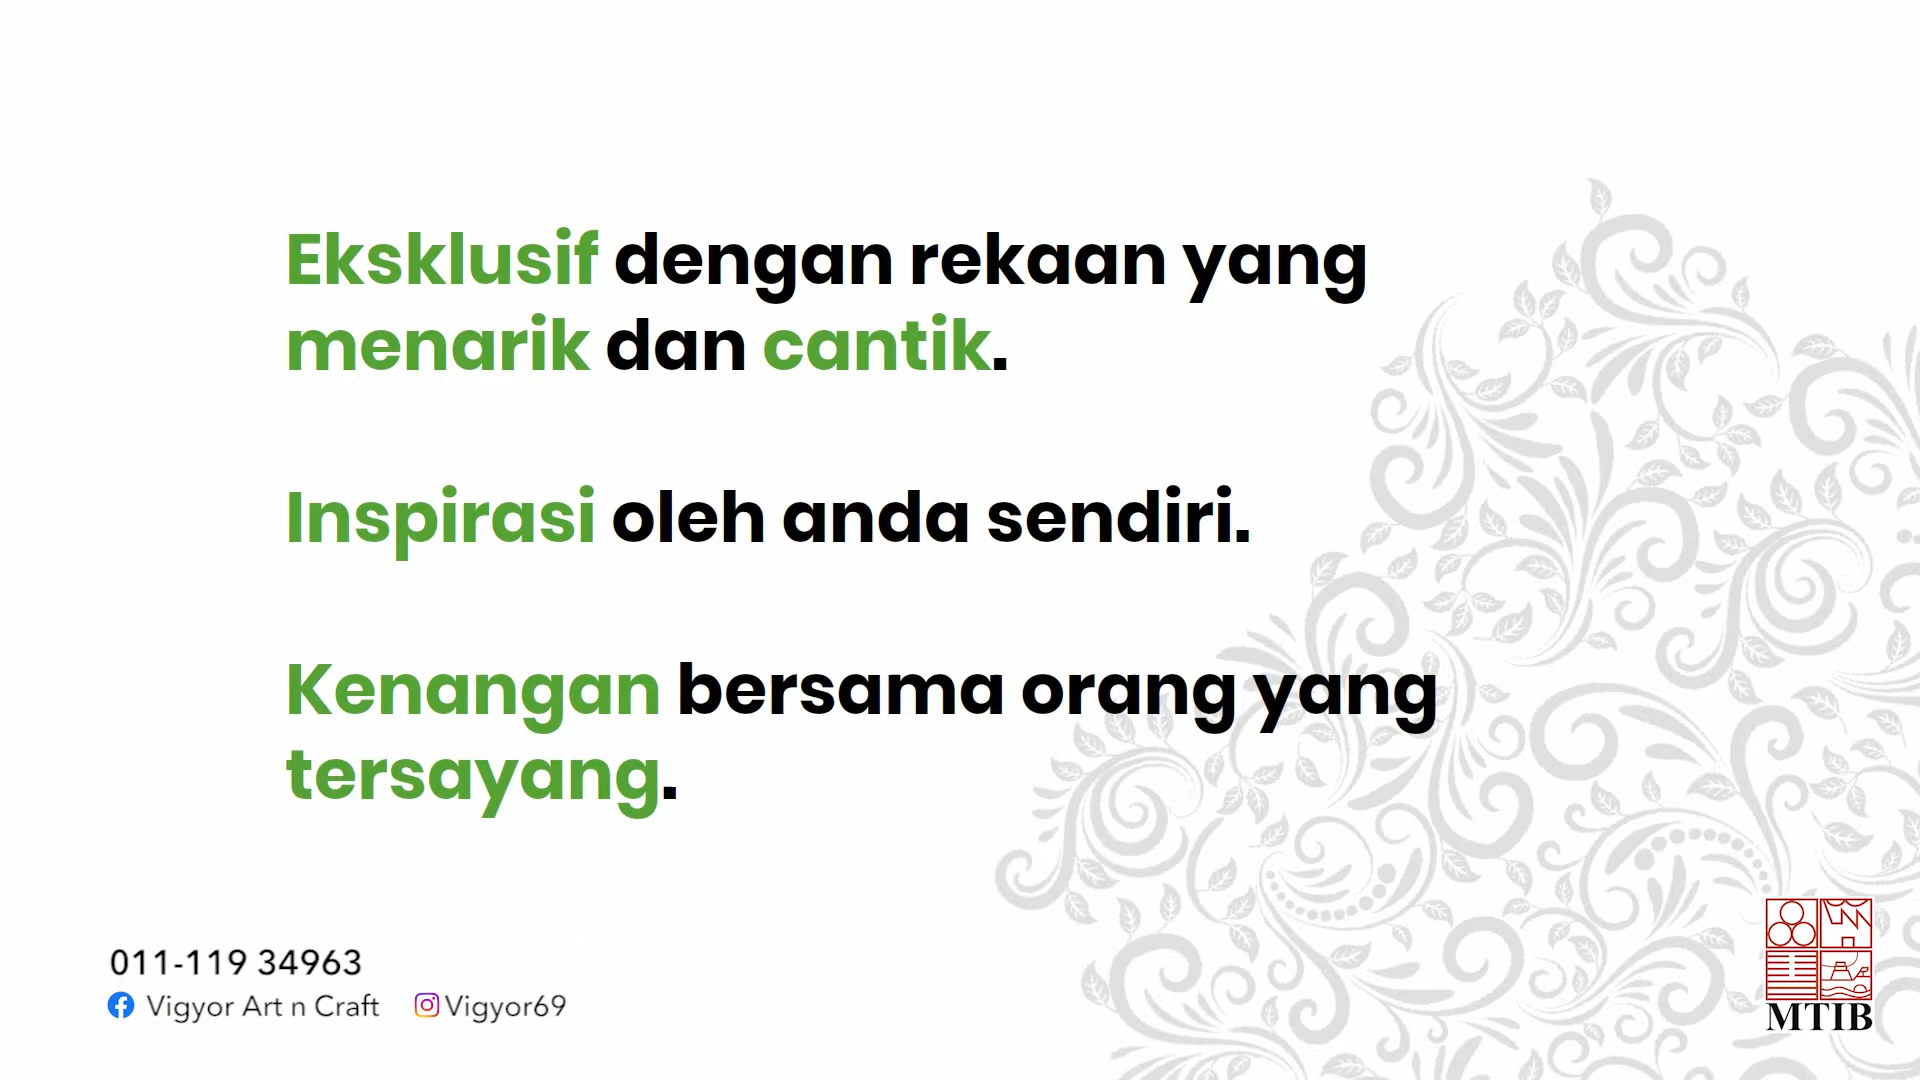 Eksklusif dengan rekaan yang
menarik dan cantik.
Inspirasi oleh anda sendiri.
Kenangan bersama orang yang
tersayang.
011-119 34963
Vigyor Art n Craft Vigyor69
MTIB